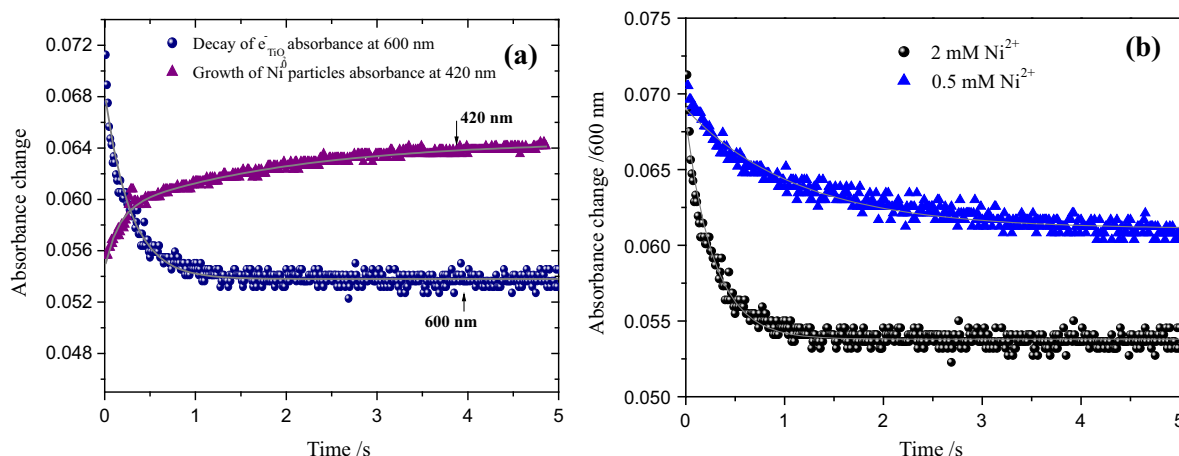 (a)
Decay of e⁻TiO₂ absorbance at 600 nm
Growth of Ni⁰ particles absorbance at 420 nm
420 nm
600 nm
Absorbance change
0.072
0.068
0.064
0.060
0.056
0.052
0.048
0 1 2 3 4 5
Time /s
(b)
2 mM Ni²⁺
0.5 mM Ni²⁺
Absorbance change /600 nm
0.075
0.070
0.065
0.060
0.055
0.050
0 1 2 3 4 5
Time /s